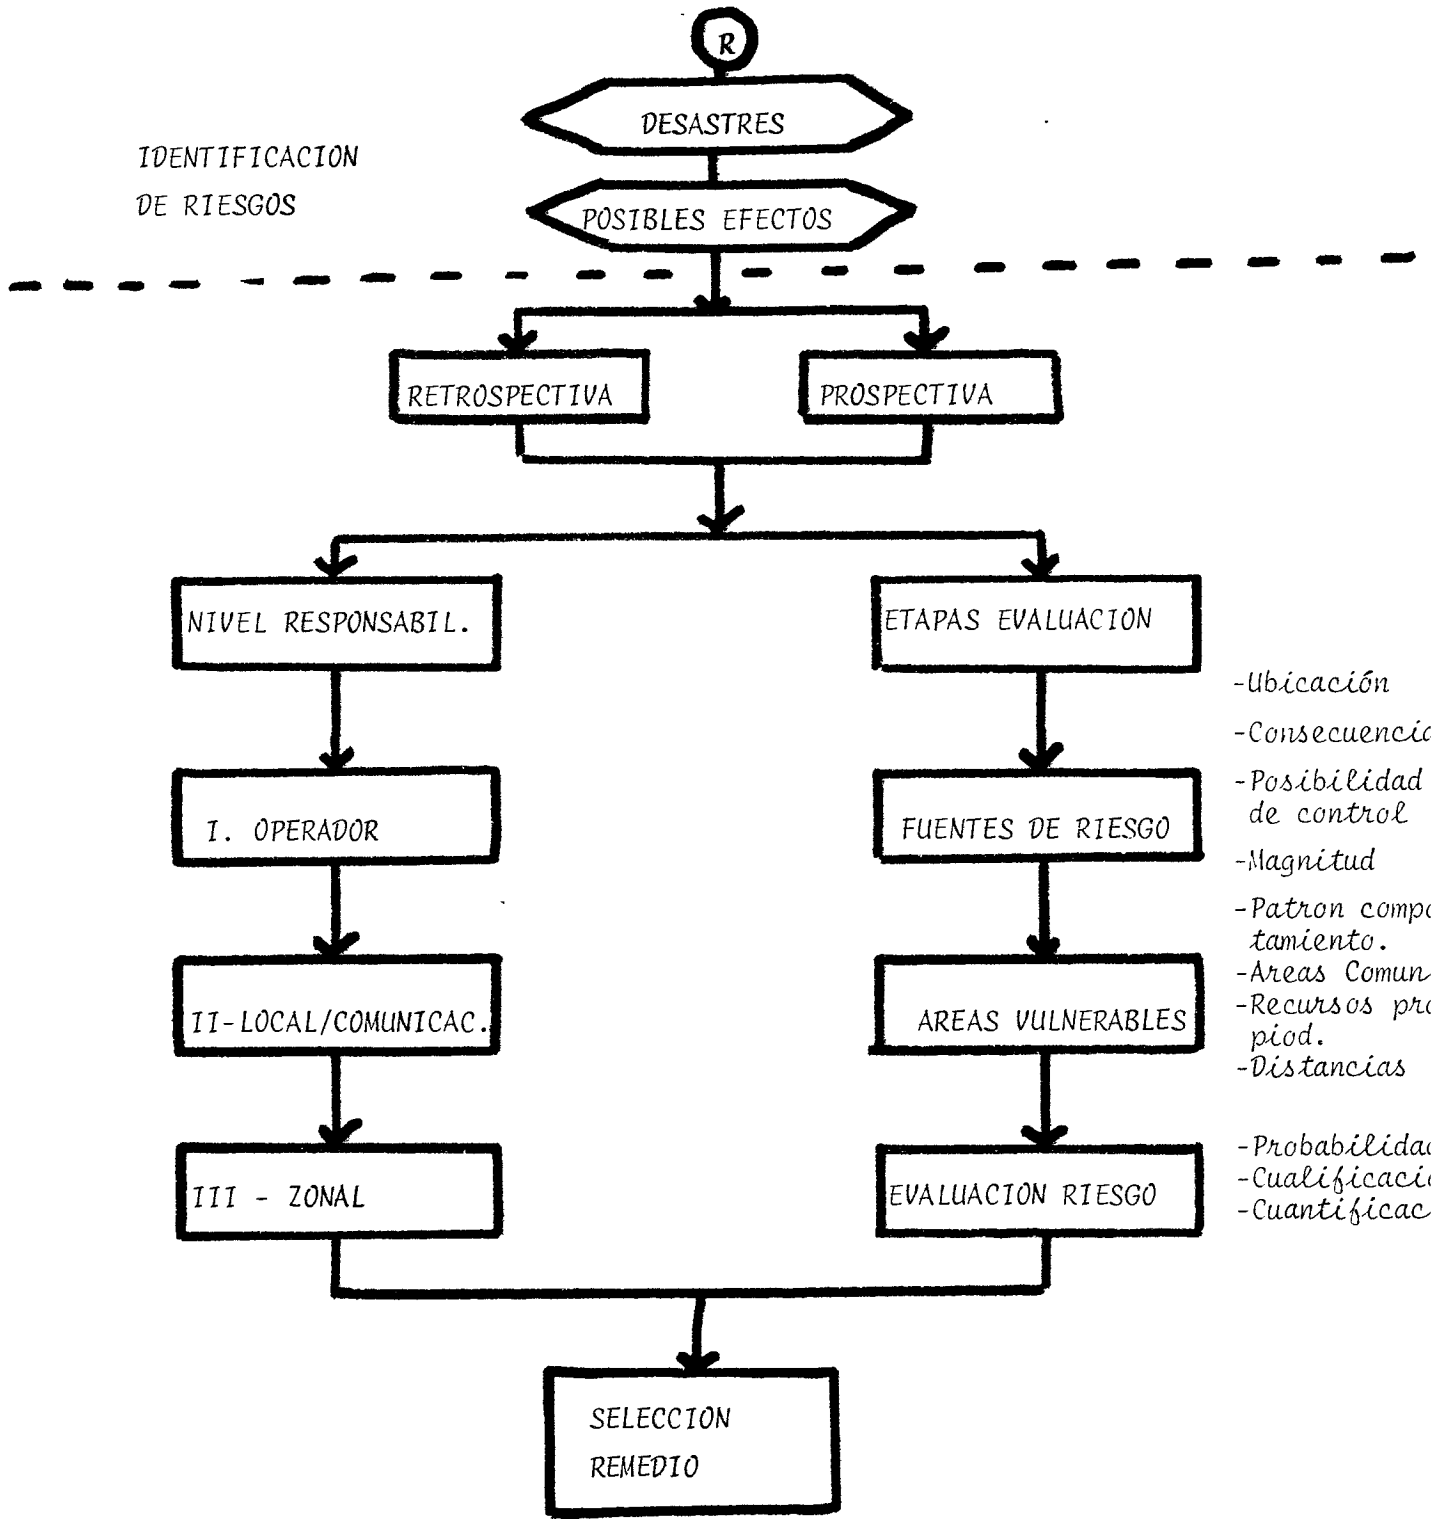 R
DESASTRES
IDENTIFICACION
DE RIESGOS
POSIBLES EFECTOS
RETROSPECTIVA
PROSPECTIVA
NIVEL RESPONSABIL.
ETAPAS EVALUACION
-Ubicación
-Consecuencia
-Posibilidad
de control
-Magnitud
I. OPERADOR
FUENTES DE RIESGO
-Patron compo
tamiento.
-Areas Comun
-Recursos pro
piod.
-Distancias
II-LOCAL/COMUNICAC.
AREAS VULNERABLES
-Probabilidad
-Cualificació
-Cuantificac
III - ZONAL
EVALUACION RIESGO
SELECCION
REMEDIO